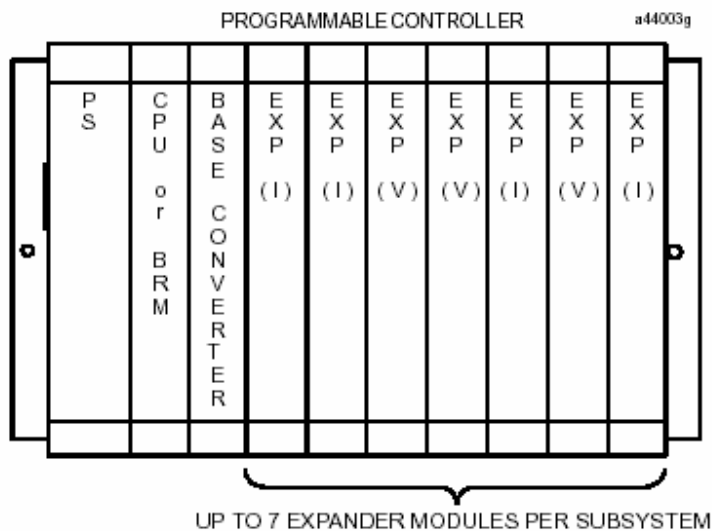 PROGRAMMABLE CONTROLLER
a44003g
PS
CPU or BRM
BASE CONVERTER
EXP (I)
EXP (I)
EXP (V)
EXP (V)
EXP (I)
EXP (V)
EXP (I)
UP TO 7 EXPANDER MODULES PER SUBSYSTEM